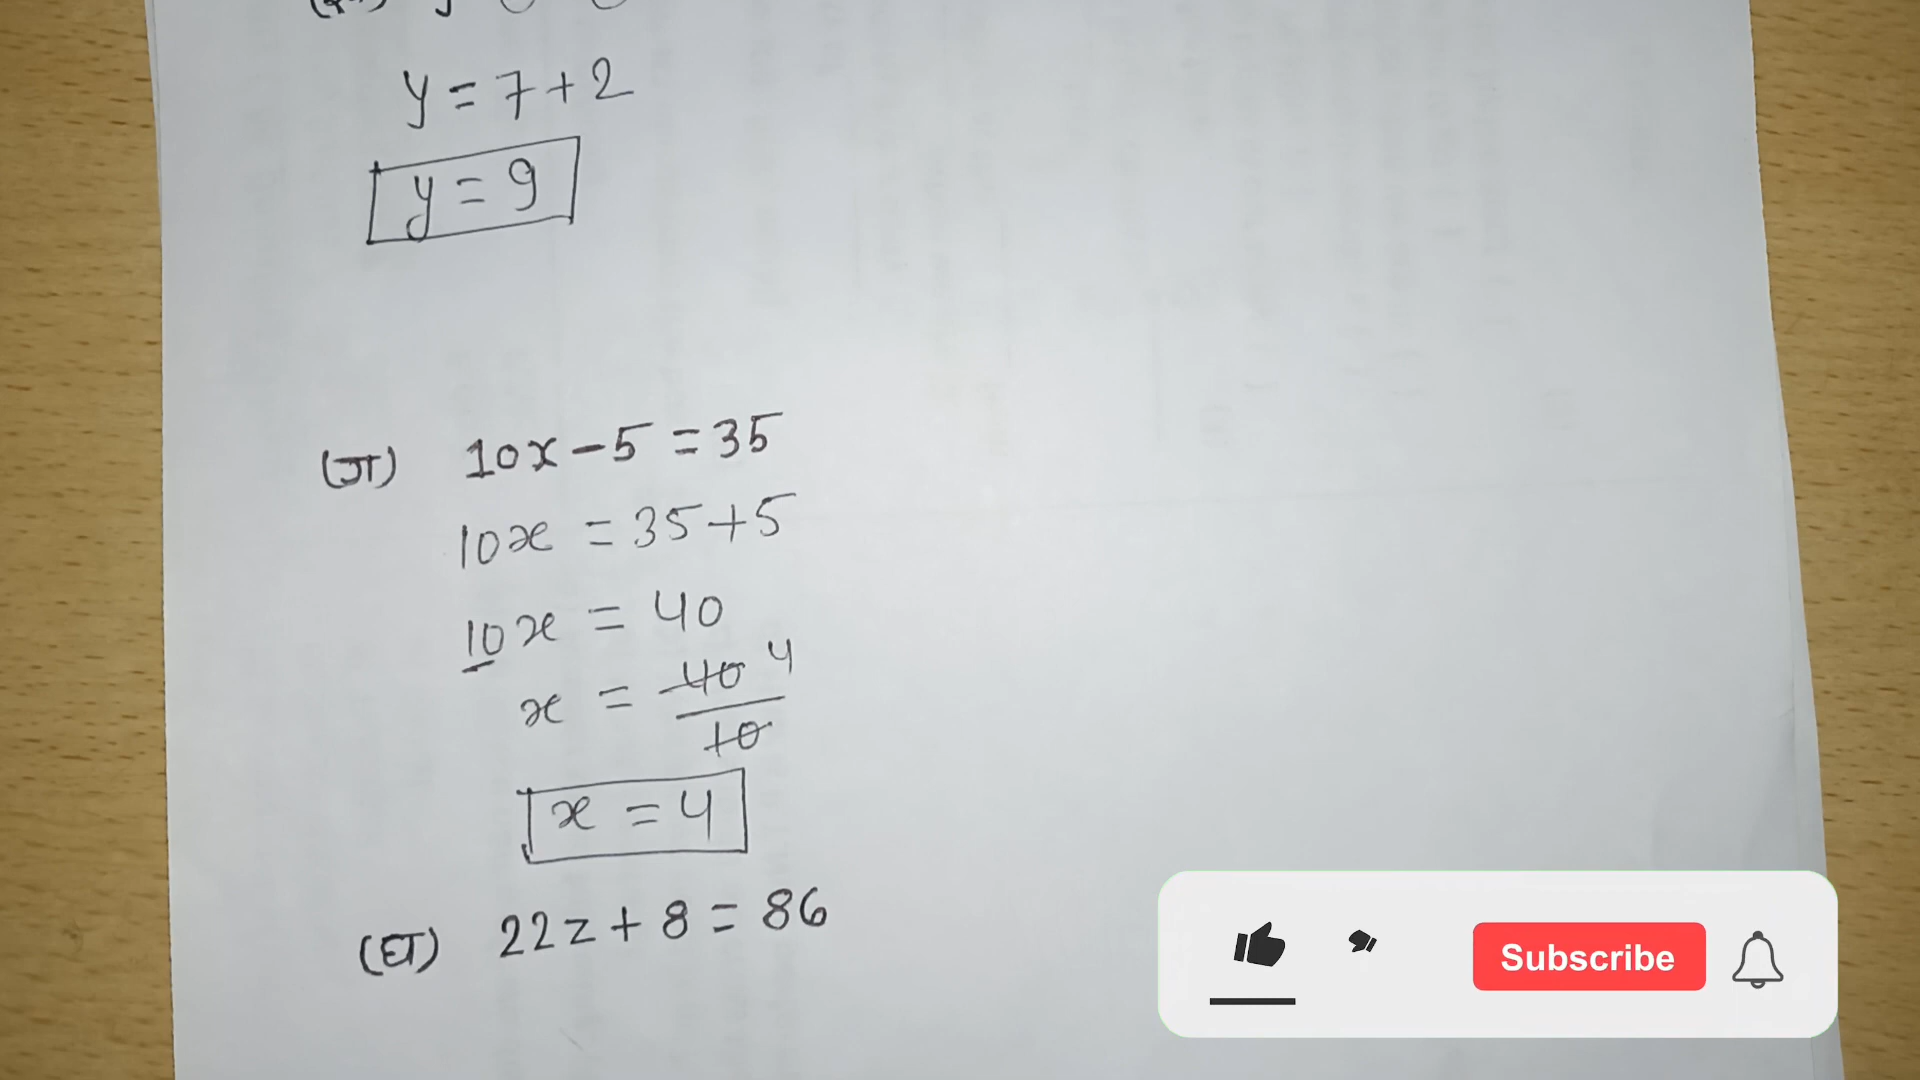 y = 7 + 2
y = 9
(ज) 10x - 5 = 35
10x = 35 + 5
10x = 40
x = 40 4
10
x = 4
(घ) 22z + 8 = 86
Subscribe